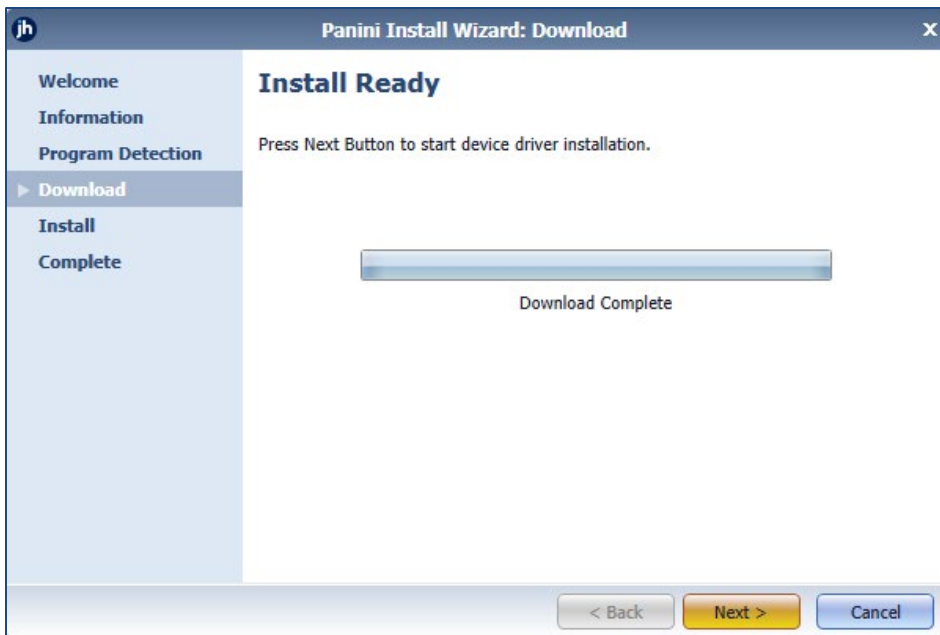 jh
Panini Install Wizard: Download
X
Welcome
Information
Program Detection
Download
Install
Complete
Install Ready
Press Next Button to start device driver installation.
Download Complete
< Back
Next >
Cancel